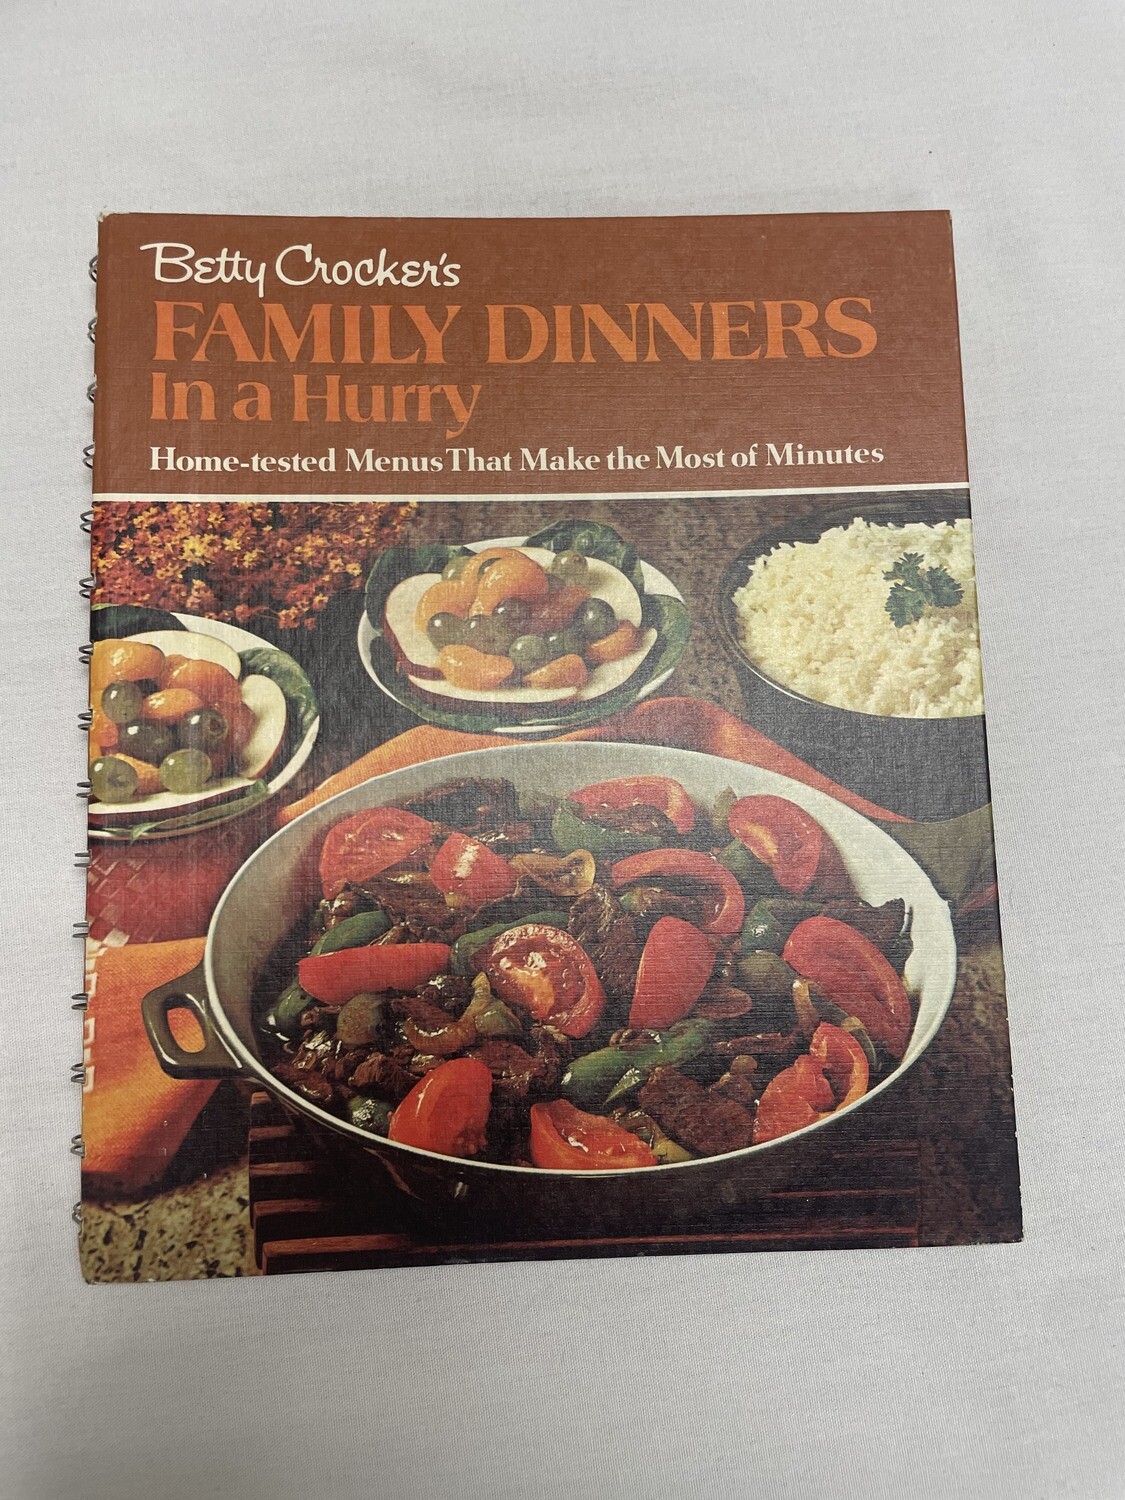 Betty Crocker's
FAMILY DINNERS
In a Hurry
Home-tested Menus That Make the Most of Minutes